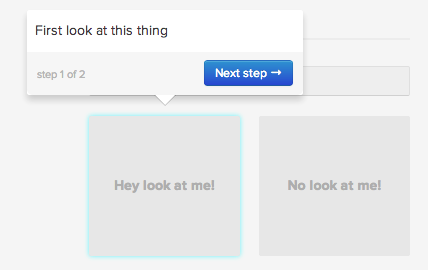 First look at this thing
step 1 of 2
Next step →
Hey look at me!
No look at me!